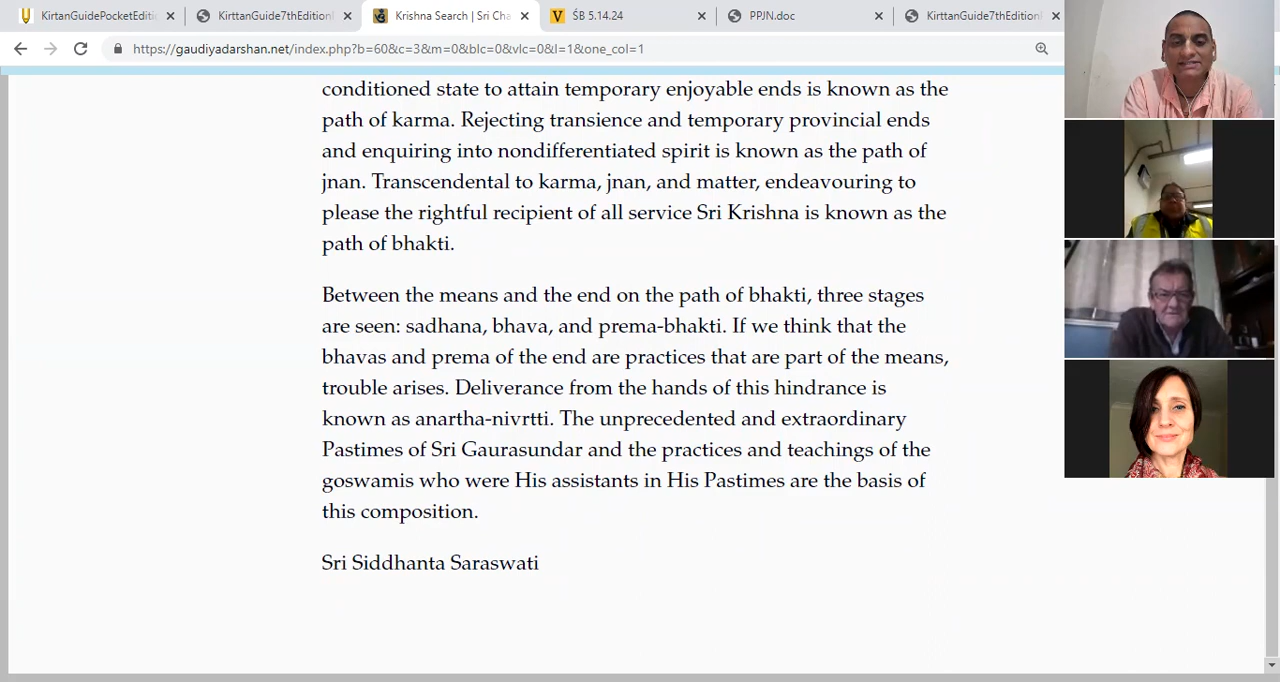 KirtanGuidePocketEditi
KirttanGuide7thEdition
Krishna Search | Sri Cha
ŚB 5.14.24
PPJN.doc
KirttanGuide7thEdition
https://gaudiyadarshan.net/index.php?b=60&c=3&m=0&blc=0&vlc=0&l=1&one_col=1
conditioned state to attain temporary enjoyable ends is known as the
path of karma. Rejecting transience and temporary provincial ends
and enquiring into nondifferentiated spirit is known as the path of
jnan. Transcendental to karma, jnan, and matter, endeavouring to
please the rightful recipient of all service Sri Krishna is known as the
path of bhakti.
Between the means and the end on the path of bhakti, three stages
are seen: sadhana, bhava, and prema-bhakti. If we think that the
bhavas and prema of the end are practices that are part of the means,
trouble arises. Deliverance from the hands of this hindrance is
known as anartha-nivrtti. The unprecedented and extraordinary
Pastimes of Sri Gaurasundar and the practices and teachings of the
goswamis who were His assistants in His Pastimes are the basis of
this composition.
Sri Siddhanta Saraswati